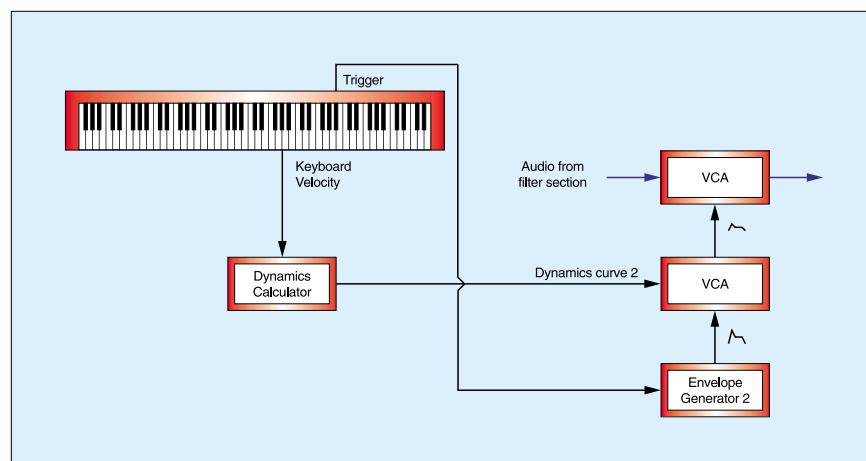 Trigger
Keyboard
Velocity
Audio from
filter section
VCA
Dynamics
Calculator
Dynamics curve 2
VCA
Envelope
Generator 2